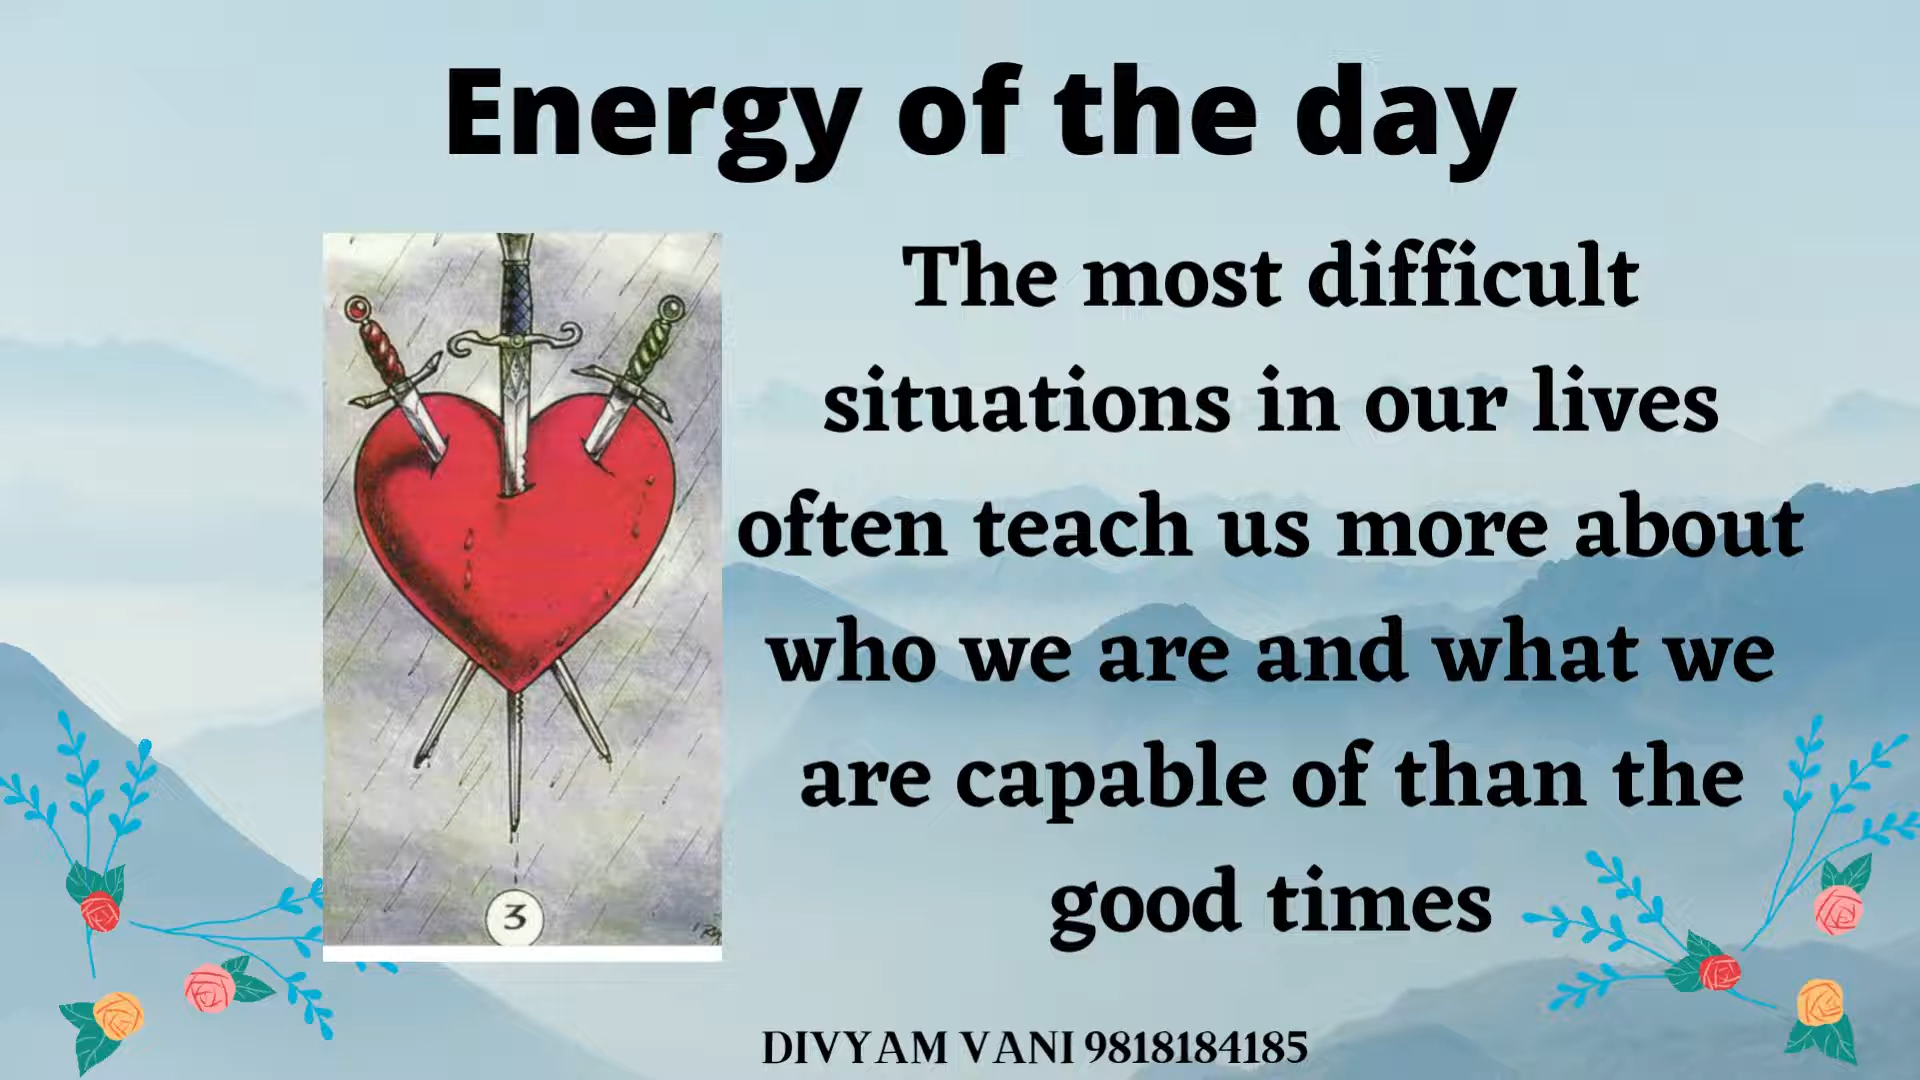 Energy of the day
The most difficult
situations in our lives
often teach us more about
who we are and what we
are capable of than the
good times
3
DIVYAM VANI 9818184185